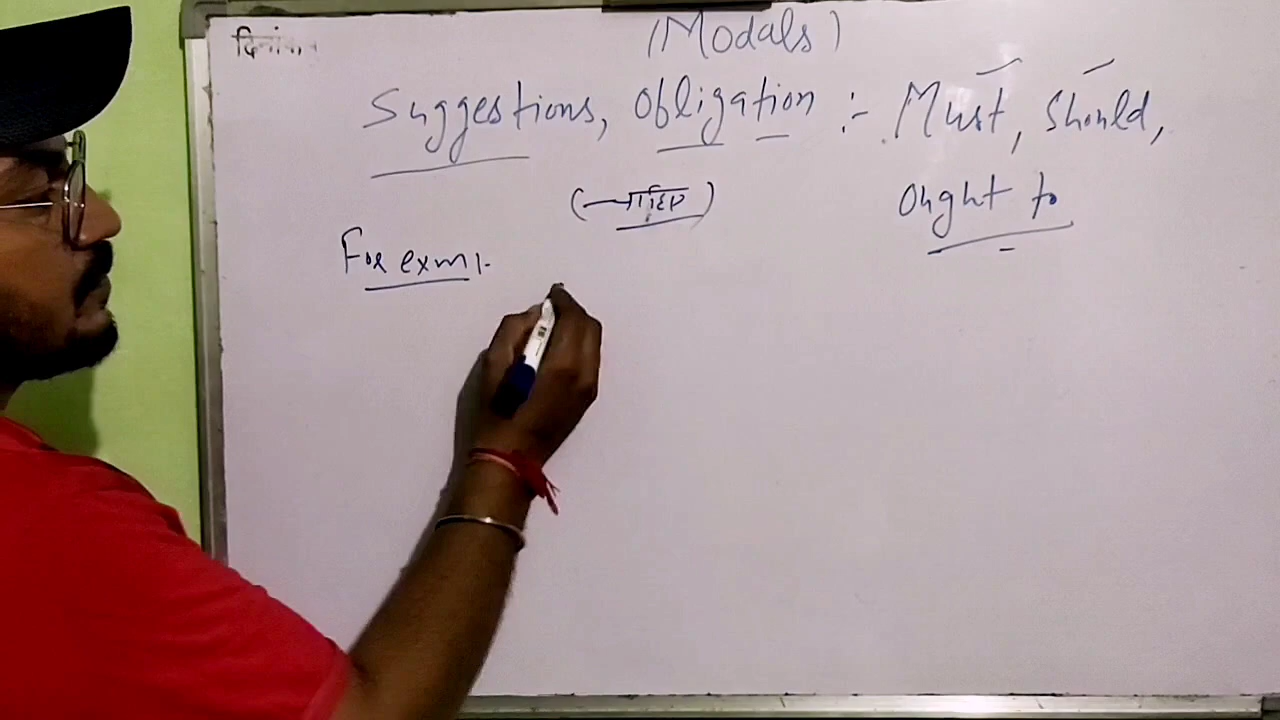 दिनांक
(Modals)
Suggestions, Obligation :- Must, Should,
Ought to
(—चाहिए)
For exm :-